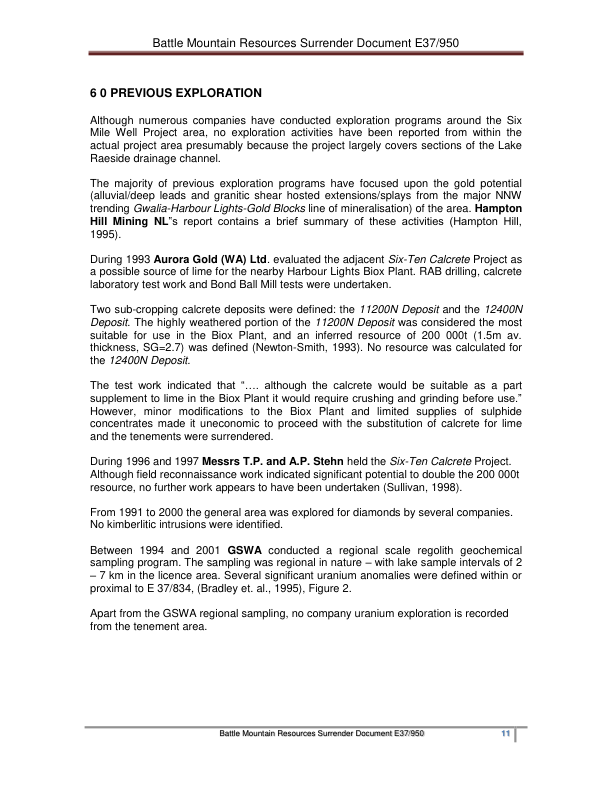 Battle Mountain Resources Surrender Document E37/950
6 0 PREVIOUS EXPLORATION
Although numerous companies have conducted exploration programs around the Six
Mile Well Project area, no exploration activities have been reported from within the
actual project area presumably because the project largely covers sections of the Lake
Raeside drainage channel.
The majority of previous exploration programs have focused upon the gold potential
(alluvial/deep leads and granitic shear hosted extensions/splays from the major NNW
trending Gwalia-Harbour Lights-Gold Blocks line of mineralisation) of the area. Hampton
Hill Mining NL"s report contains a brief summary of these activities (Hampton Hill,
1995).
During 1993 Aurora Gold (WA) Ltd. evaluated the adjacent Six-Ten Calcrete Project as
a possible source of lime for the nearby Harbour Lights Biox Plant. RAB drilling, calcrete
laboratory test work and Bond Ball Mill tests were undertaken.
Two sub-cropping calcrete deposits were defined: the 11200N Deposit and the 12400N
Deposit. The highly weathered portion of the 11200N Deposit was considered the most
suitable for use in the Biox Plant, and an inferred resource of 200 000t (1.5m av.
thickness, SG=2.7) was defined (Newton-Smith, 1993). No resource was calculated for
the 12400N Deposit.
The test work indicated that “…. although the calcrete would be suitable as a part
supplement to lime in the Biox Plant it would require crushing and grinding before use.”
However, minor modifications to the Biox Plant and limited supplies of sulphide
concentrates made it uneconomic to proceed with the substitution of calcrete for lime
and the tenements were surrendered.
During 1996 and 1997 Messrs T.P. and A.P. Stehn held the Six-Ten Calcrete Project.
Although field reconnaissance work indicated significant potential to double the 200 000t
resource, no further work appears to have been undertaken (Sullivan, 1998).
From 1991 to 2000 the general area was explored for diamonds by several companies.
No kimberlitic intrusions were identified.
Between 1994 and 2001 GSWA conducted a regional scale regolith geochemical
sampling program. The sampling was regional in nature – with lake sample intervals of 2
– 7 km in the licence area. Several significant uranium anomalies were defined within or
proximal to E 37/834, (Bradley et. al., 1995), Figure 2.
Apart from the GSWA regional sampling, no company uranium exploration is recorded
from the tenement area.
Battle Mountain Resources Surrender Document E37/950 11